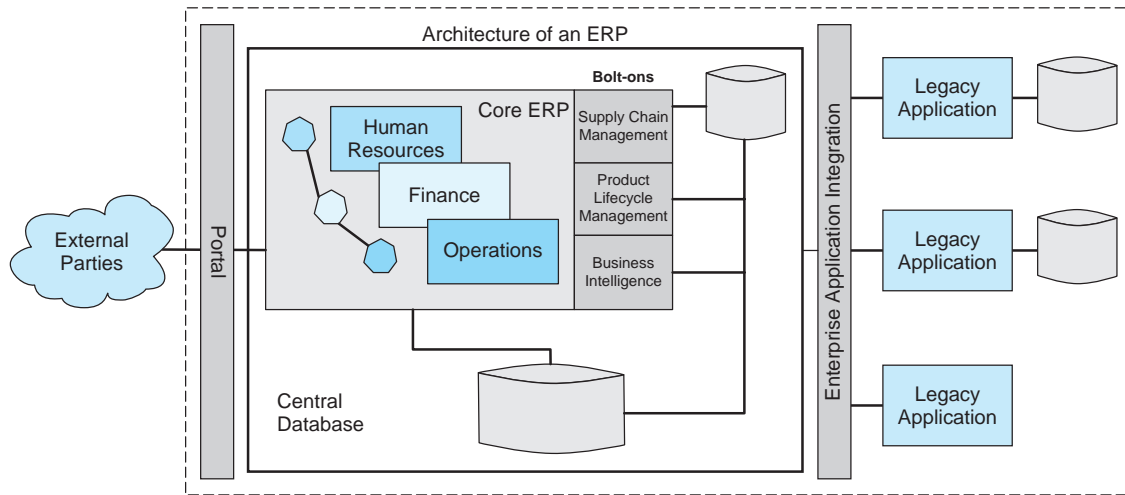 Architecture of an ERP
Bolt-ons
Core ERP
Human
Resources
Finance
Operations
Supply Chain
Management
Product
Lifecycle
Management
Business
Intelligence
External
Parties
Portal
Central
Database
Enterprise Application Integration
Legacy
Application
Legacy
Application
Legacy
Application